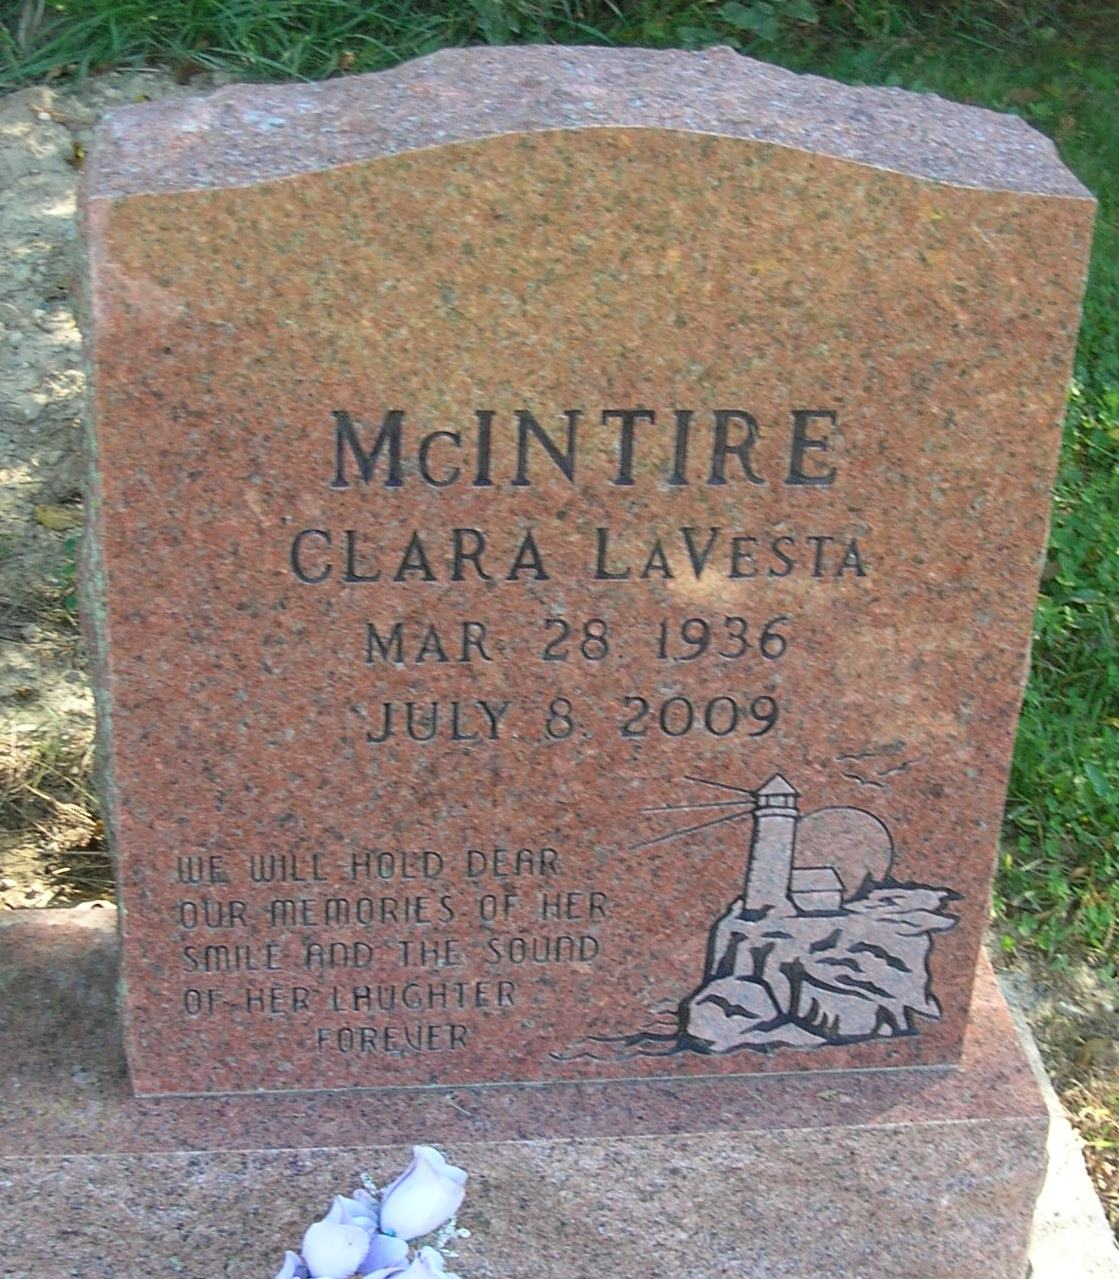 McINTIRE
CLARA LaVESTA
MAR. 28. 1936
JULY 8. 2009
WE WILL HOLD DEAR
OUR MEMORIES OF HER
SMILE AND THE SOUND
OF HER LAUGHTER
FOREVER